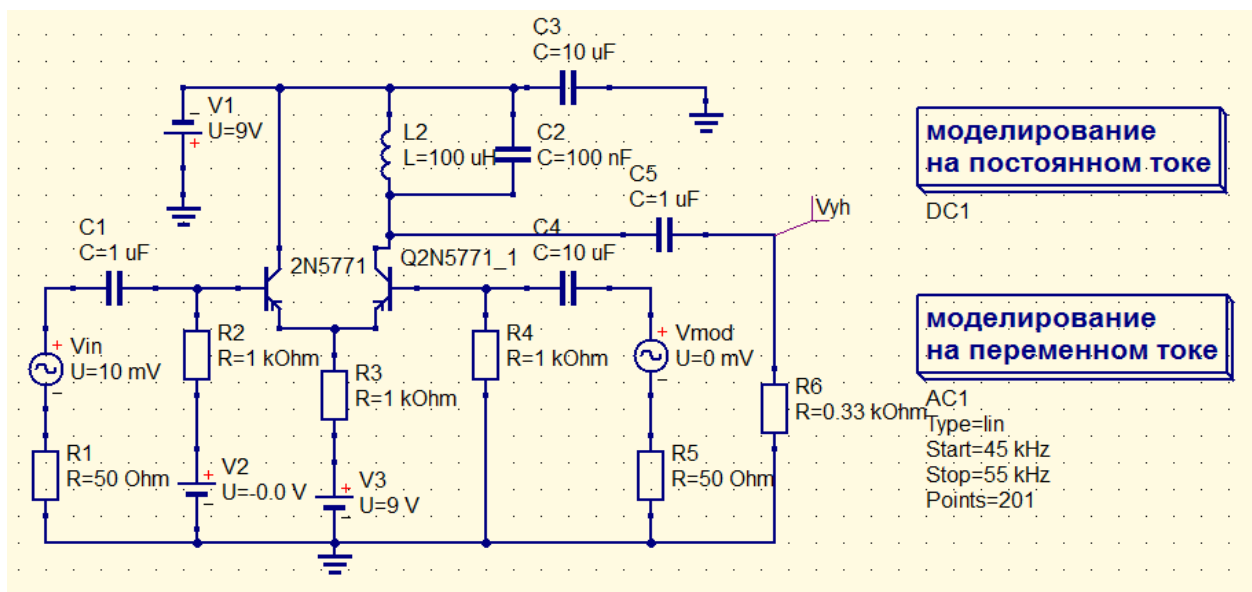 C3
C=10 uF
V1
U=9V
L2
L=100 uH
C2
C=100 nF
C5
C=1 uF
Vyh
моделирование
на постоянном токе
DC1
C1
C=1 uF
2N5771
Q2N5771_1
C4
C=10 uF
Vin
U=10 mV
R2
R=1 kOhm
R3
R=1 kOhm
R4
R=1 kOhm
Vmod
U=0 mV
моделирование
на переменном токе
R6
R=0.33 kOhm
AC1
Type=lin
Start=45 kHz
Stop=55 kHz
Points=201
R1
R=50 Ohm
V2
U=-0.0 V
V3
U=9 V
R5
R=50 Ohm